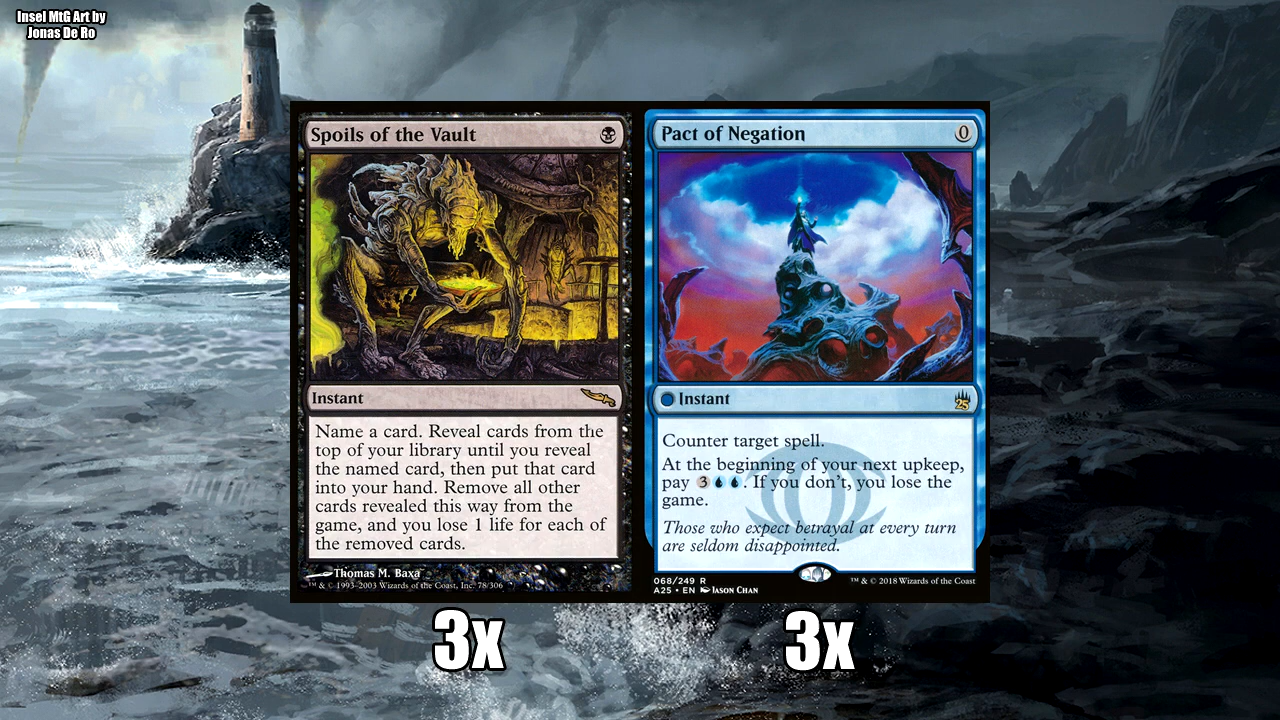 Insel MtG Art by
Jonas De Ro
Spoils of the Vault
Instant
Name a card. Reveal cards from the
top of your library until you reveal
the named card, then put that card
into your hand. Remove all other
cards revealed this way from the
game, and you lose 1 life for each of
the removed cards.
Thomas M. Baxa
™ & © 1993-2003 Wizards of the Coast, Inc. 78/306
3x
Pact of Negation 0
Instant
25
Counter target spell.
At the beginning of your next upkeep,
pay 3. If you don't, you lose the
game.
Those who expect betrayal at every turn
are seldom disappointed.
068/249 R
A25 • EN Jason Chan
™ & © 2018 Wizards of the Coast
3x